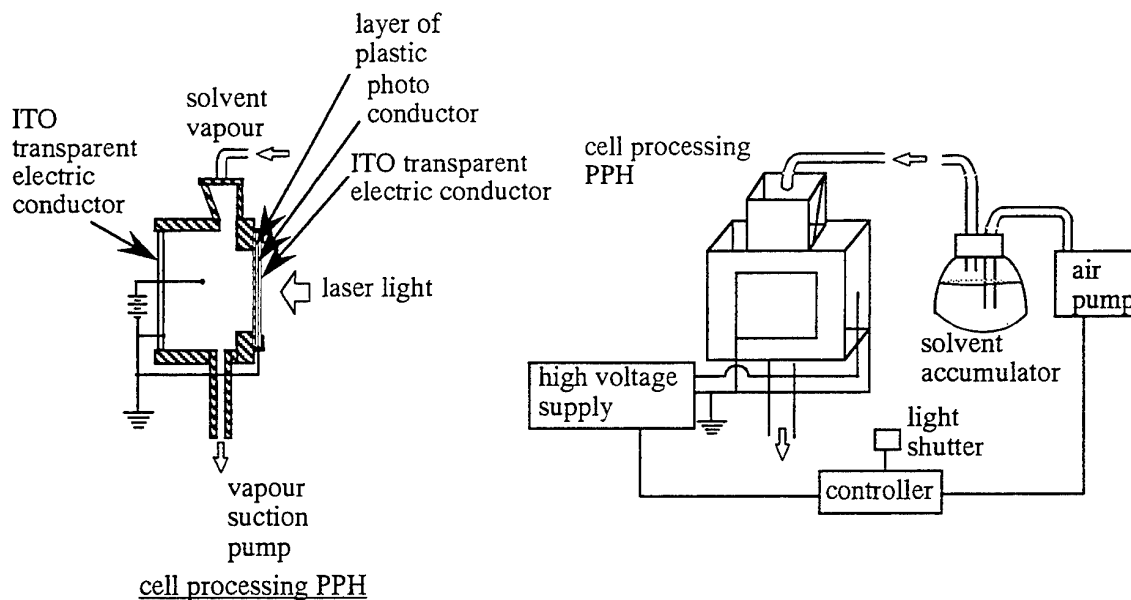 layer of
plastic
photo
conductor
solvent
vapour
ITO
transparent
electric
conductor
ITO transparent
electric conductor
laser light
vapour
suction
pump
cell processing PPH
cell processing
PPH
air
pump
solvent
accumulator
high voltage
supply
light
shutter
controller